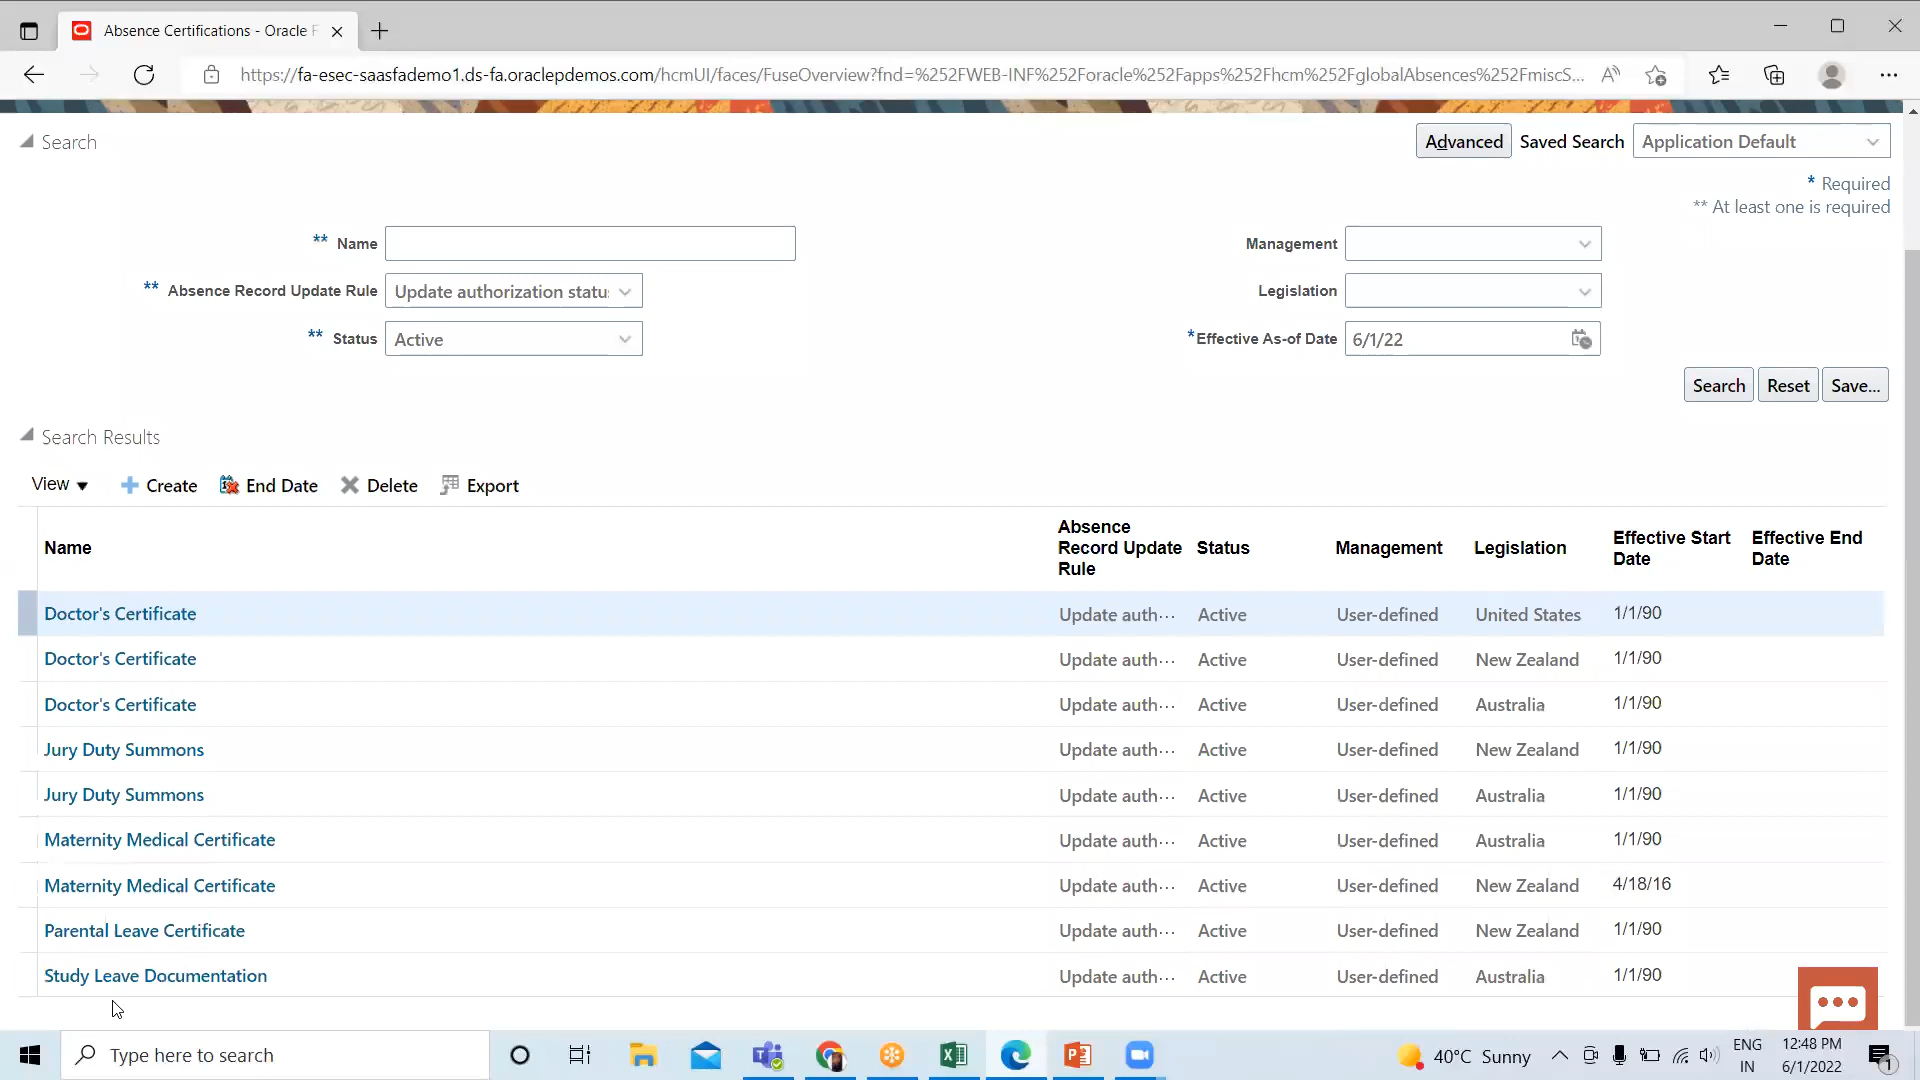 Absence Certifications - Oracle F
https://fa-esec-saasfademo1.ds-fa.oraclepdemos.com/hcmUI/faces/FuseOverview?fnd=%252FWEB-INF%252Foracle%252Fapps%252Fhcm%252FglobalAbsences%252FmiscS...
Search
Advanced Saved Search Application Default
* Required
** At least one is required
** Name
Management
** Absence Record Update Rule Update authorization statu
Legislation
** Status Active
*Effective As-of Date 6/1/22
Search Reset Save...
Search Results
View Create End Date Delete Export
Name Absence Record Update Rule Status Management Legislation Effective Start Date Effective End Date
Doctor's Certificate Update auth... Active User-defined United States 1/1/90
Doctor's Certificate Update auth... Active User-defined New Zealand 1/1/90
Doctor's Certificate Update auth... Active User-defined Australia 1/1/90
Jury Duty Summons Update auth... Active User-defined New Zealand 1/1/90
Jury Duty Summons Update auth... Active User-defined Australia 1/1/90
Maternity Medical Certificate Update auth... Active User-defined Australia 1/1/90
Maternity Medical Certificate Update auth... Active User-defined New Zealand 4/18/16
Parental Leave Certificate Update auth... Active User-defined New Zealand 1/1/90
Study Leave Documentation Update auth... Active User-defined Australia 1/1/90
Type here to search
40°C Sunny
ENG
IN
12:48 PM
6/1/2022
1